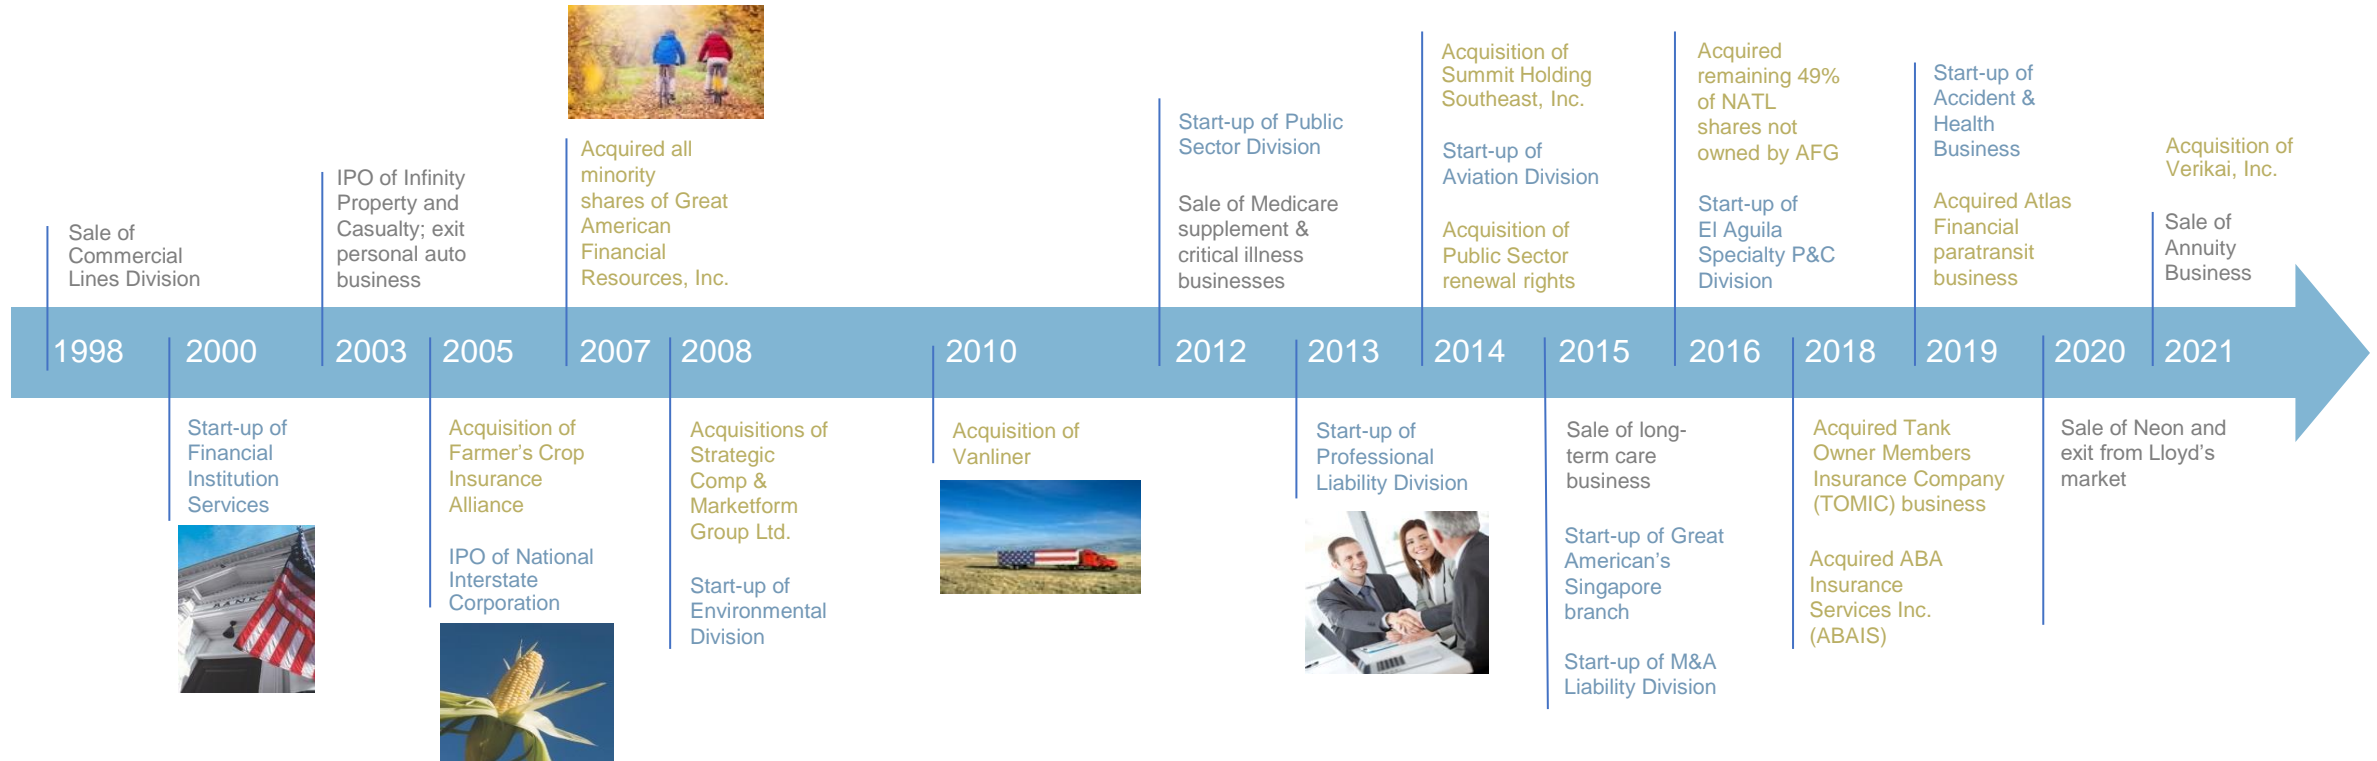 Sale of
Commercial
Lines Division
IPO of Infinity
Property and
Casualty; exit
personal auto
business
Acquired all
minority
shares of Great
American
Financial
Resources, Inc.
Start-up of Public
Sector Division
Sale of Medicare
supplement &
critical illness
businesses
Acquisition of
Summit Holding
Southeast, Inc.
Start-up of
Aviation Division
Acquisition of
Public Sector
renewal rights
Acquired
remaining 49%
of NATL
shares not
owned by AFG
Start-up of
El Aguila
Specialty P&C
Division
Start-up of
Accident &
Health
Business
Acquired Atlas
Financial
paratransit
business
Acquisition of
Verikai, Inc.
Sale of
Annuity
Business
1998 2000 2003 2005 2007 2008 2010 2012 2013 2014 2015 2016 2018 2019 2020 2021
Start-up of
Financial
Institution
Services
BANK
Acquisition of
Farmer's Crop
Insurance
Alliance
IPO of National
Interstate
Corporation
Acquisitions of
Strategic
Comp &
Marketform
Group Ltd.
Start-up of
Environmental
Division
Acquisition of
Vanliner
Start-up of
Professional
Liability Division
Sale of long-
term care
business
Start-up of Great
American's
Singapore
branch
Start-up of M&A
Liability Division
Acquired Tank
Owner Members
Insurance Company
(TOMIC) business
Acquired ABA
Insurance
Services Inc.
(ABAIS)
Sale of Neon and
exit from Lloyd's
market